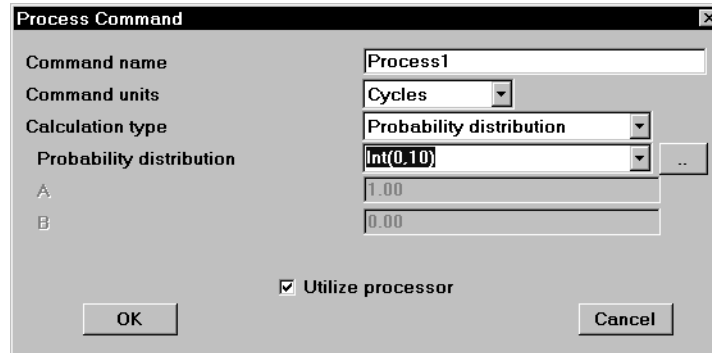 Process Command
Command name Process1
Command units Cycles
Calculation type Probability distribution
Probability distribution Int(0,10) ..
A 1.00
B 0.00
Utilize processor
OK Cancel